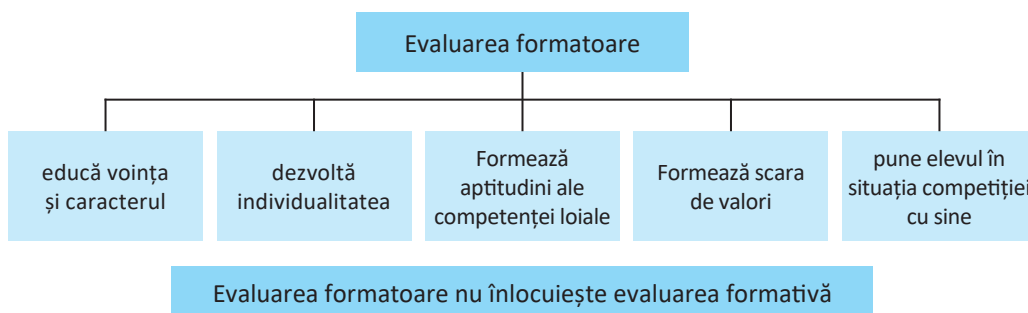 Evaluarea formatoare
educă voința
și caracterul
dezvoltă
individualitatea
Formează
aptitudini ale
competenței loiale
Formează scara
de valori
pune elevul în
situația competiției
cu sine
Evaluarea formatoare nu înlocuiește evaluarea formativă